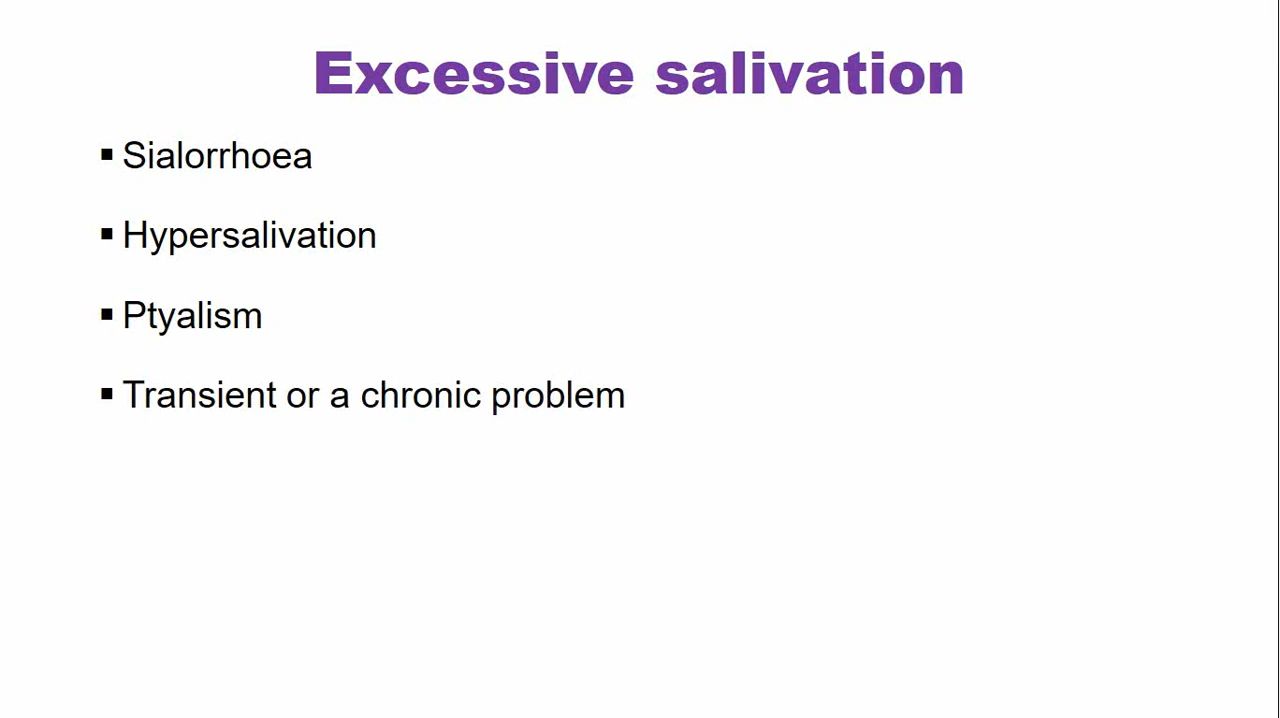 Excessive salivation
▪ Sialorrhoea
▪ Hypersalivation
▪ Ptyalism
▪ Transient or a chronic problem